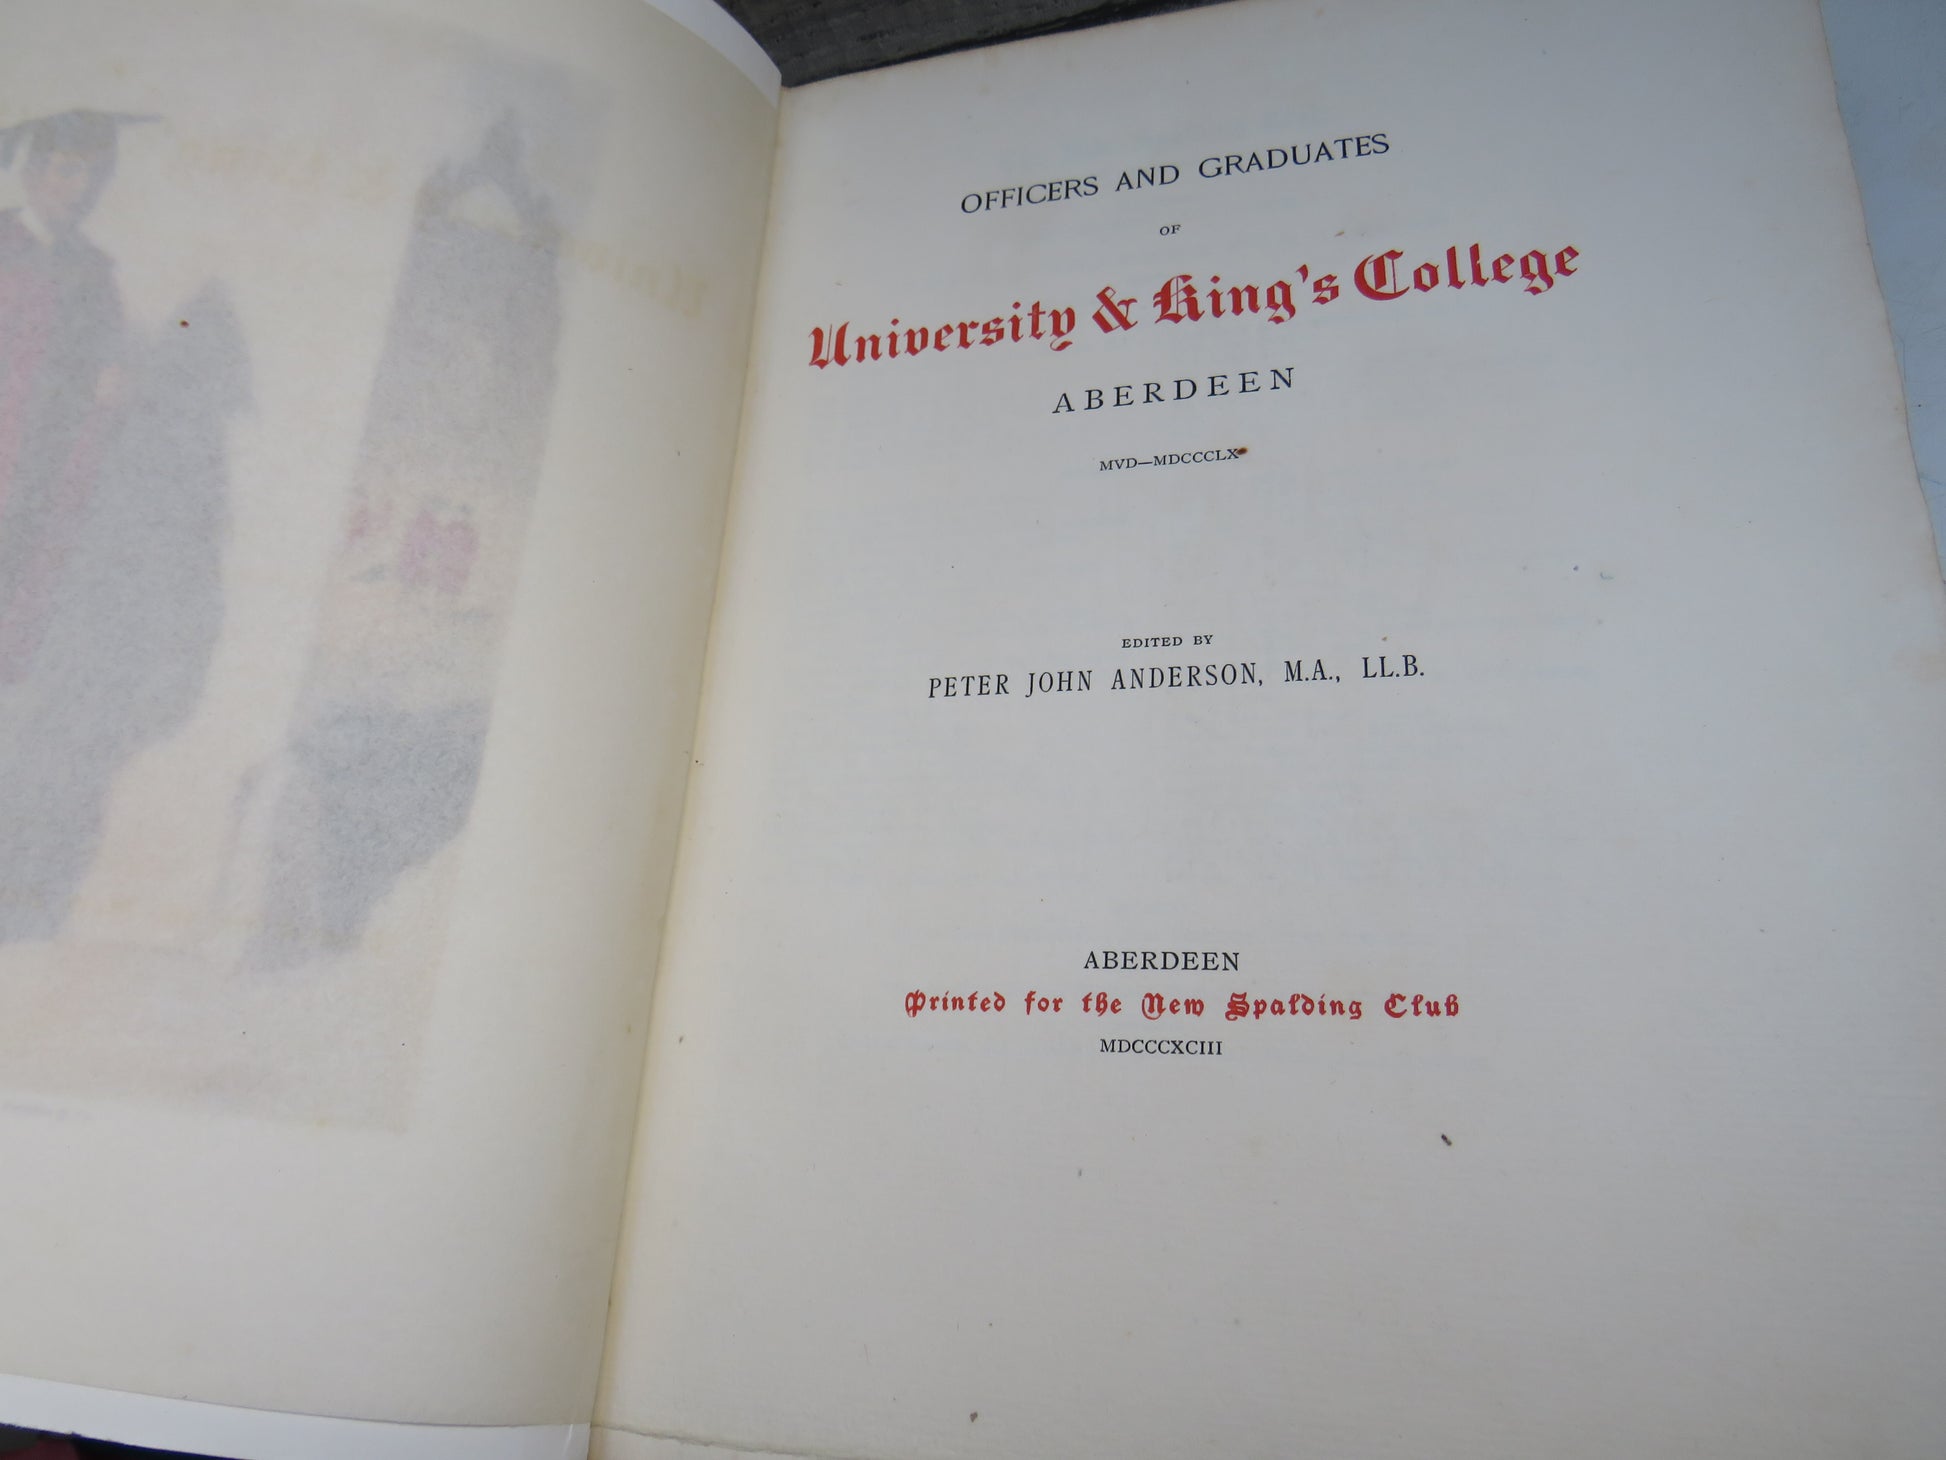 OFFICERS AND GRADUATES
OF
University & King's College
ABERDEEN
MVD—MDCCCLX
EDITED BY
PETER JOHN ANDERSON, M.A., LL.B.
ABERDEEN
Printed for the New Spalding Club
MDCCCXCIII